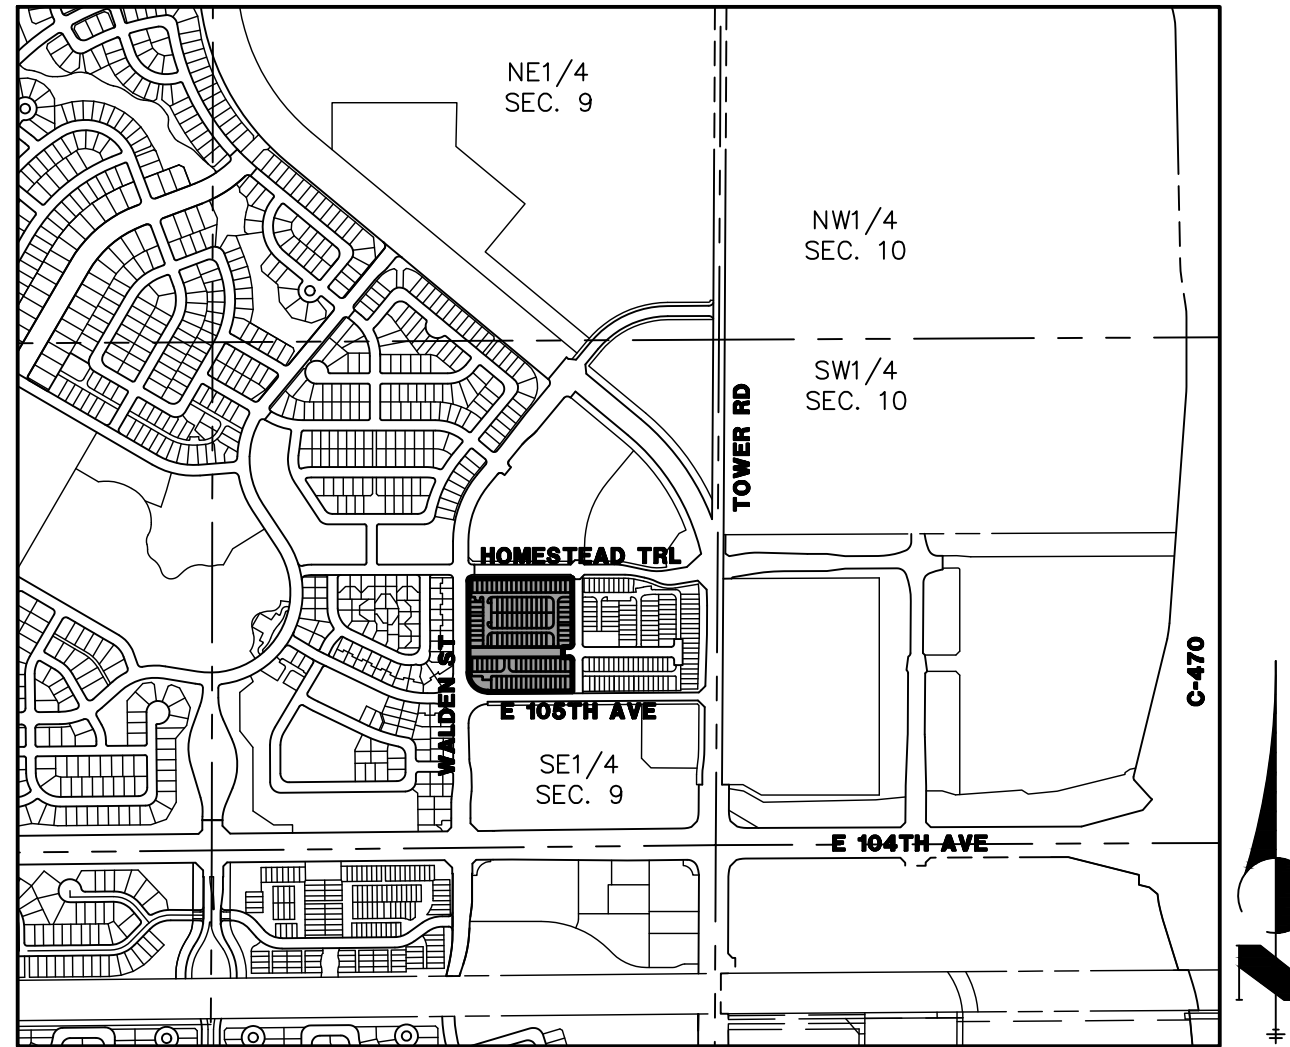 NE1/4
SEC. 9
NW1/4
SEC. 10
SW1/4
SEC. 10
TOWER RD
HOMESTEAD TRL
WALDEN ST
C-470
E 105TH AVE
SE1/4
SEC. 9
E 104TH AVE
N